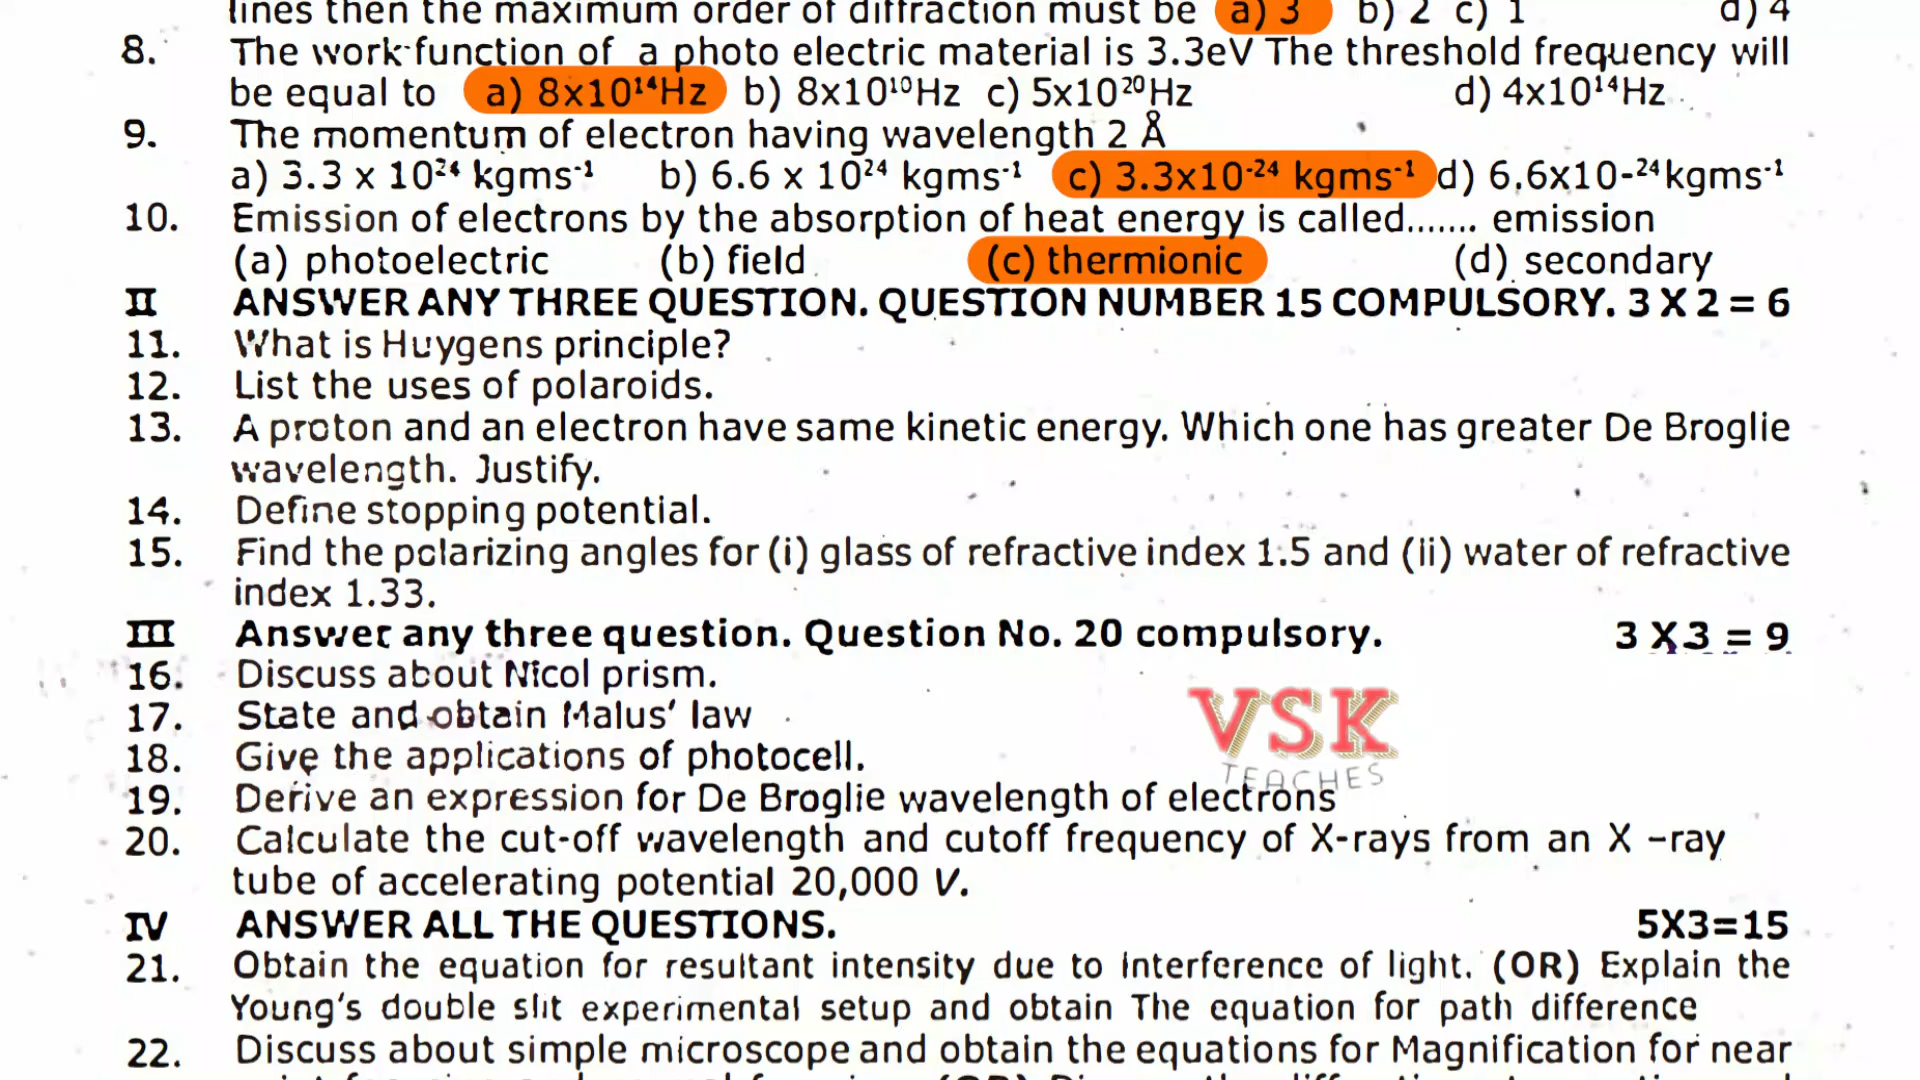 lines then the maximum order of diffraction must be a) 3 b) 2 c) 1 d) 4
8. The work function of a photo electric material is 3.3eV The threshold frequency will
be equal to a) 8x10¹⁴Hz b) 8x10¹⁰Hz c) 5x10²⁰Hz d) 4x10¹⁴Hz
9. The momentum of electron having wavelength 2 Å
a) 3.3 x 10²⁴ kgms⁻¹ b) 6.6 x 10²⁴ kgms⁻¹ c) 3.3x10⁻²⁴ kgms⁻¹ d) 6.6x10-²⁴kgms⁻¹
10. Emission of electrons by the absorption of heat energy is called....... emission
(a) photoelectric (b) field (c) thermionic (d) secondary
II ANSWER ANY THREE QUESTION. QUESTION NUMBER 15 COMPULSORY. 3 X 2 = 6
11. What is Huygens principle?
12. List the uses of polaroids.
13. A proton and an electron have same kinetic energy. Which one has greater De Broglie
wavelength. Justify.
14. Define stopping potential.
15. Find the polarizing angles for (i) glass of refractive index 1.5 and (ii) water of refractive
index 1.33.
III Answer any three question. Question No. 20 compulsory. 3 X 3 = 9
16. Discuss about Nicol prism.
17. State and obtain Malus' law
VSK
18. Give the applications of photocell.
TEACHES
19. Derive an expression for De Broglie wavelength of electrons
20. Calculate the cut-off wavelength and cutoff frequency of X-rays from an X –ray
tube of accelerating potential 20,000 V.
IV ANSWER ALL THE QUESTIONS. 5X3=15
21. Obtain the equation for resultant intensity due to interference of light. (OR) Explain the
Young's double slit experimental setup and obtain The equation for path difference
22. Discuss about simple microscope and obtain the equations for Magnification for near